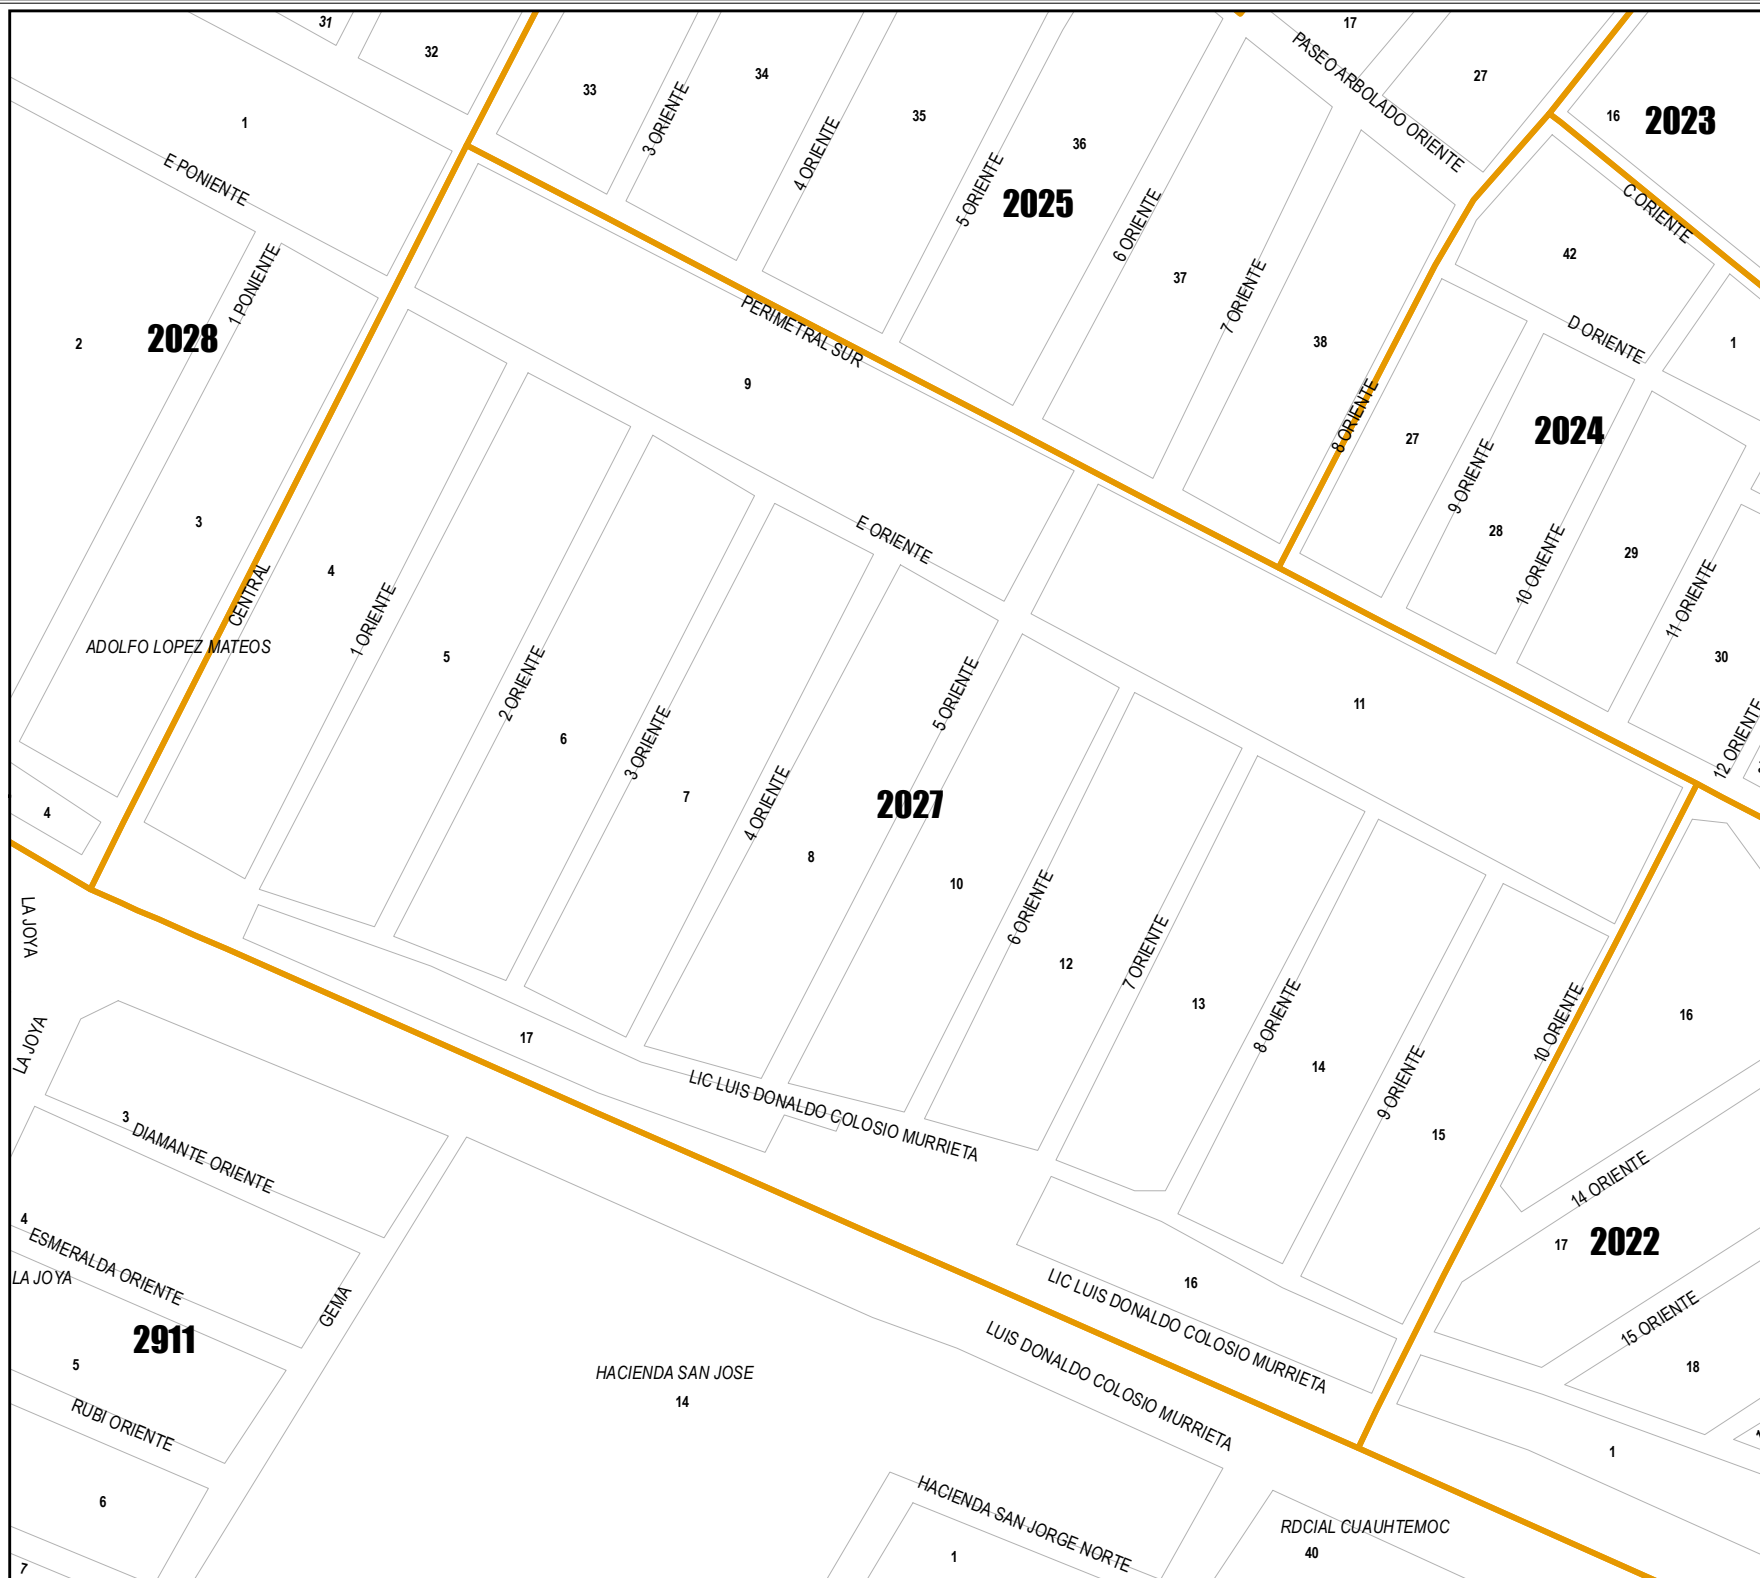 31
32
17
27
33
34
35
36
PASEO ARBOLADO ORIENTE
16
2023
1
E PONIENTE
3 ORIENTE
4 ORIENTE
5 ORIENTE
2025
6 ORIENTE
37
7 ORIENTE
38
C ORIENTE
42
D ORIENTE
1
1 PONIENTE
2028
2
PERIMETRAL SUR
9
8 ORIENTE
27
9 ORIENTE
2024
28
10 ORIENTE
29
11 ORIENTE
30
12 ORIENTE
3
CENTRAL
ADOLFO LOPEZ MATEOS
4
1 ORIENTE
5
2 ORIENTE
6
3 ORIENTE
7
4 ORIENTE
8
E ORIENTE
5 ORIENTE
2027
10
11
6 ORIENTE
12
7 ORIENTE
13
8 ORIENTE
14
9 ORIENTE
15
10 ORIENTE
16
4
LA JOYA
LA JOYA
17
LIC LUIS DONALDO COLOSIO MURRIETA
3
DIAMANTE ORIENTE
4
ESMERALDA ORIENTE
LA JOYA
GEMA
2911
5
RUBI ORIENTE
6
7
HACIENDA SAN JOSE
14
16
LIC LUIS DONALDO COLOSIO MURRIETA
LUIS DONALDO COLOSIO MURRIETA
14 ORIENTE
17
2022
15 ORIENTE
18
1
HACIENDA SAN JORGE NORTE
1
RDCIAL CUAUHTEMOC
40